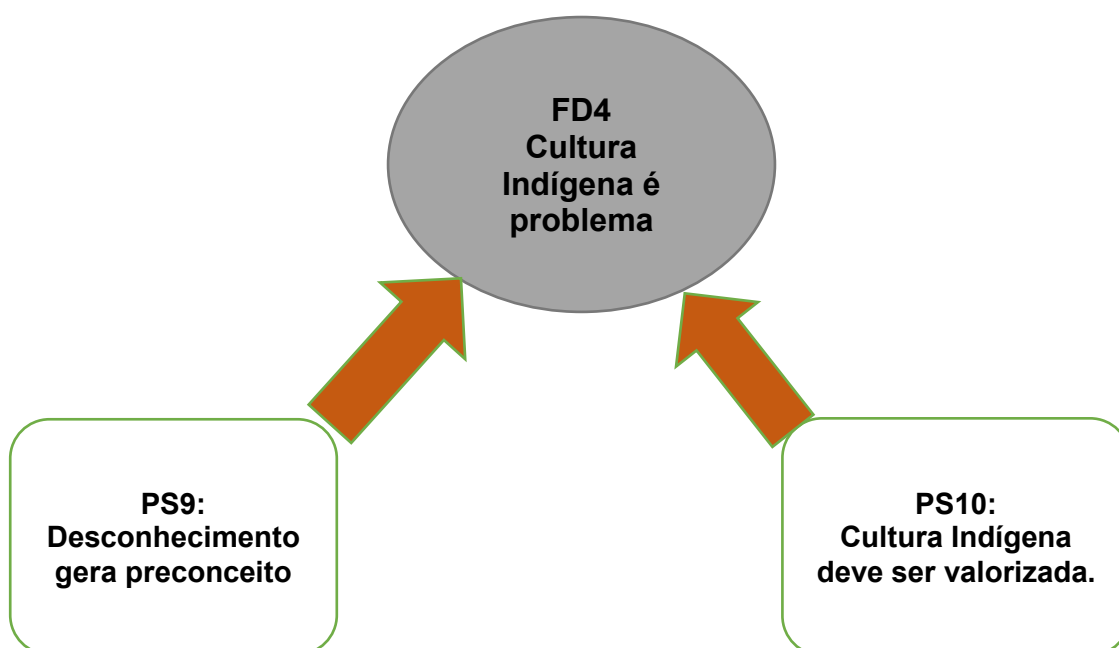 FD4
Cultura
Indígena é
problema
PS9:
Desconhecimento
gera preconceito
PS10:
Cultura Indígena
deve ser valorizada.